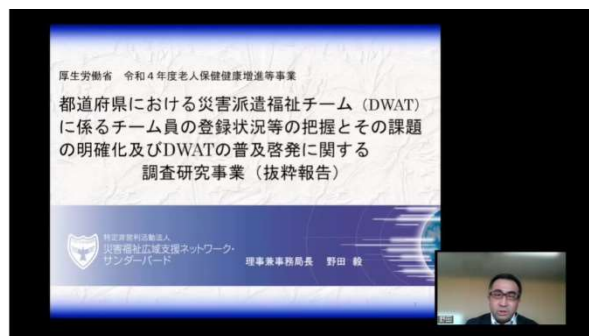 厚生労働省 令和４年度老人保健健康増進等事業
都道府県における災害派遣福祉チーム（DWAT）
に係るチーム員の登録状況等の把握とその課題
の明確化及びDWATの普及啓発に関する
調査研究事業（抜粋報告）
特定非営利活動法人
災害福祉広域支援ネットワーク・
サンダーバード
理事兼事務局長 野田 毅